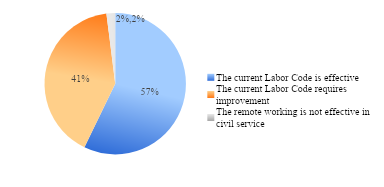 2%,2%
41%
57%
The current Labor Code is effective
The current Labor Code requires
improvement
The remote working is not effective in
civil service